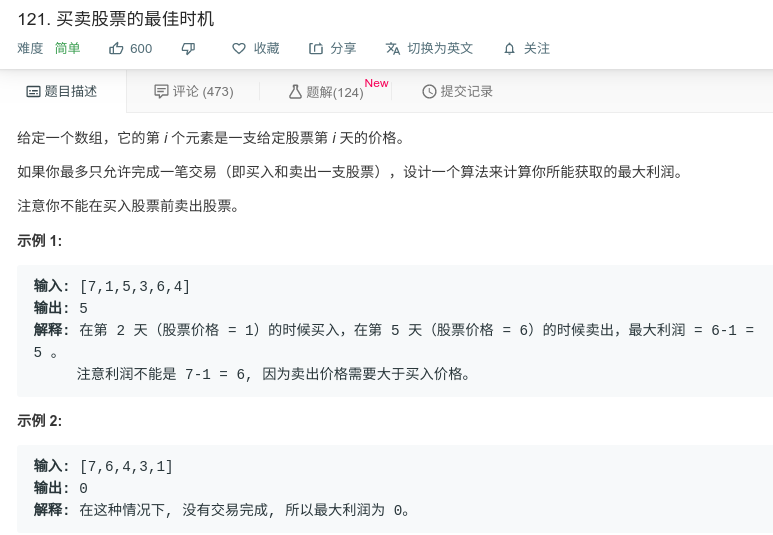 121. 买卖股票的最佳时机
难度 简单 600 收藏 分享 切换为英文 关注
题目描述 评论 (473) 题解(124) New 提交记录
给定一个数组，它的第 i 个元素是一支给定股票第 i 天的价格。
如果你最多只允许完成一笔交易（即买入和卖出一支股票），设计一个算法来计算你所能获取的最大利润。
注意你不能在买入股票前卖出股票。
示例 1:
输入: [7,1,5,3,6,4]
输出: 5
解释: 在第 2 天（股票价格 = 1）的时候买入，在第 5 天（股票价格 = 6）的时候卖出，最大利润 = 6-1 =
5 。
注意利润不能是 7-1 = 6, 因为卖出价格需要大于买入价格。
示例 2:
输入: [7,6,4,3,1]
输出: 0
解释: 在这种情况下, 没有交易完成, 所以最大利润为 0。